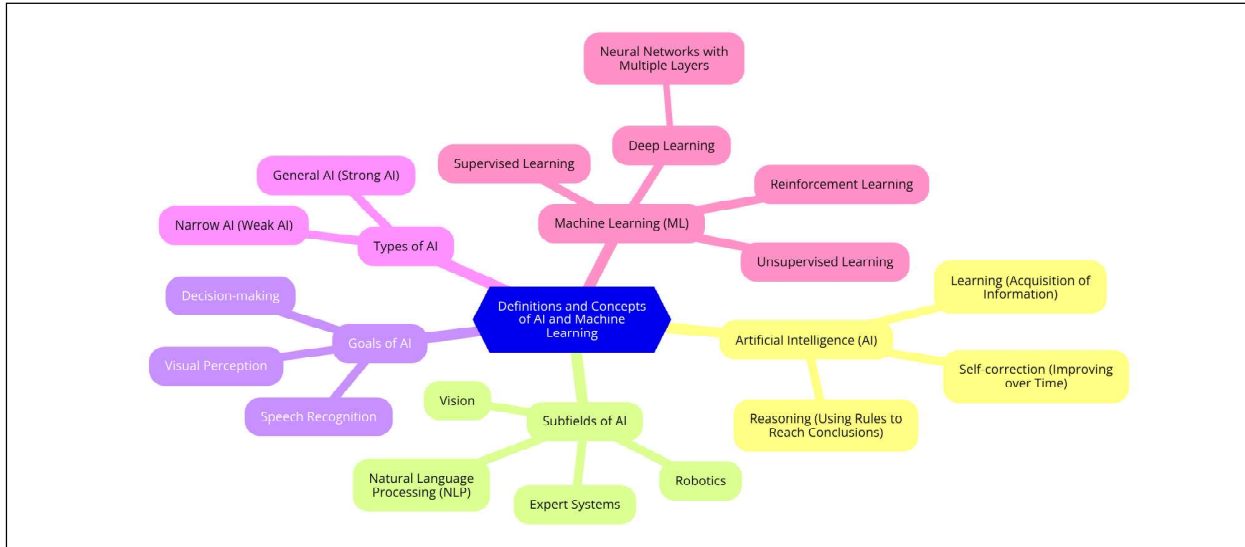 Neural Networks with
Multiple Layers
Deep Learning
Supervised Learning
General AI (Strong AI)
Reinforcement Learning
Narrow AI (Weak AI)
Machine Learning (ML)
Types of AI
Unsupervised Learning
Learning (Acquisition of
Information)
Decision-making
Definitions and Concepts
of AI and Machine
Learning
Goals of AI
Artificial Intelligence (AI)
Visual Perception
Self-correction (Improving
over Time)
Vision
Speech Recognition
Subfields of AI
Reasoning (Using Rules to
Reach Conclusions)
Natural Language
Processing (NLP)
Robotics
Expert Systems